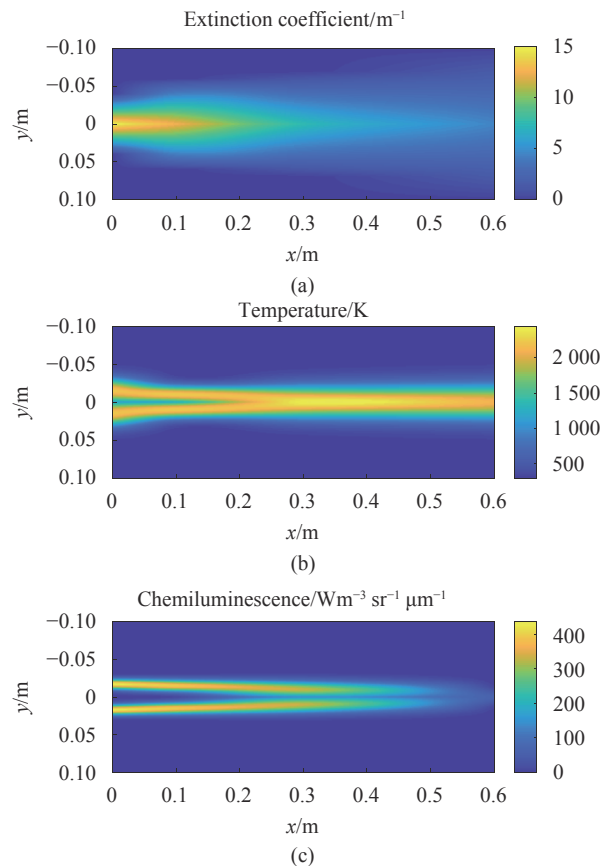 Extinction coefficient/m⁻¹
−0.10
−0.05
0
0.05
0.10
y/m
0 0.1 0.2 0.3 0.4 0.5 0.6
x/m
15
10
5
0
(a)
Temperature/K
−0.10
−0.05
0
0.05
0.10
y/m
0 0.1 0.2 0.3 0.4 0.5 0.6
x/m
2 000
1 500
1 000
500
(b)
Chemiluminescence/Wm⁻³ sr⁻¹ μm⁻¹
−0.10
−0.05
0
0.05
0.10
y/m
0 0.1 0.2 0.3 0.4 0.5 0.6
x/m
400
300
200
100
0
(c)